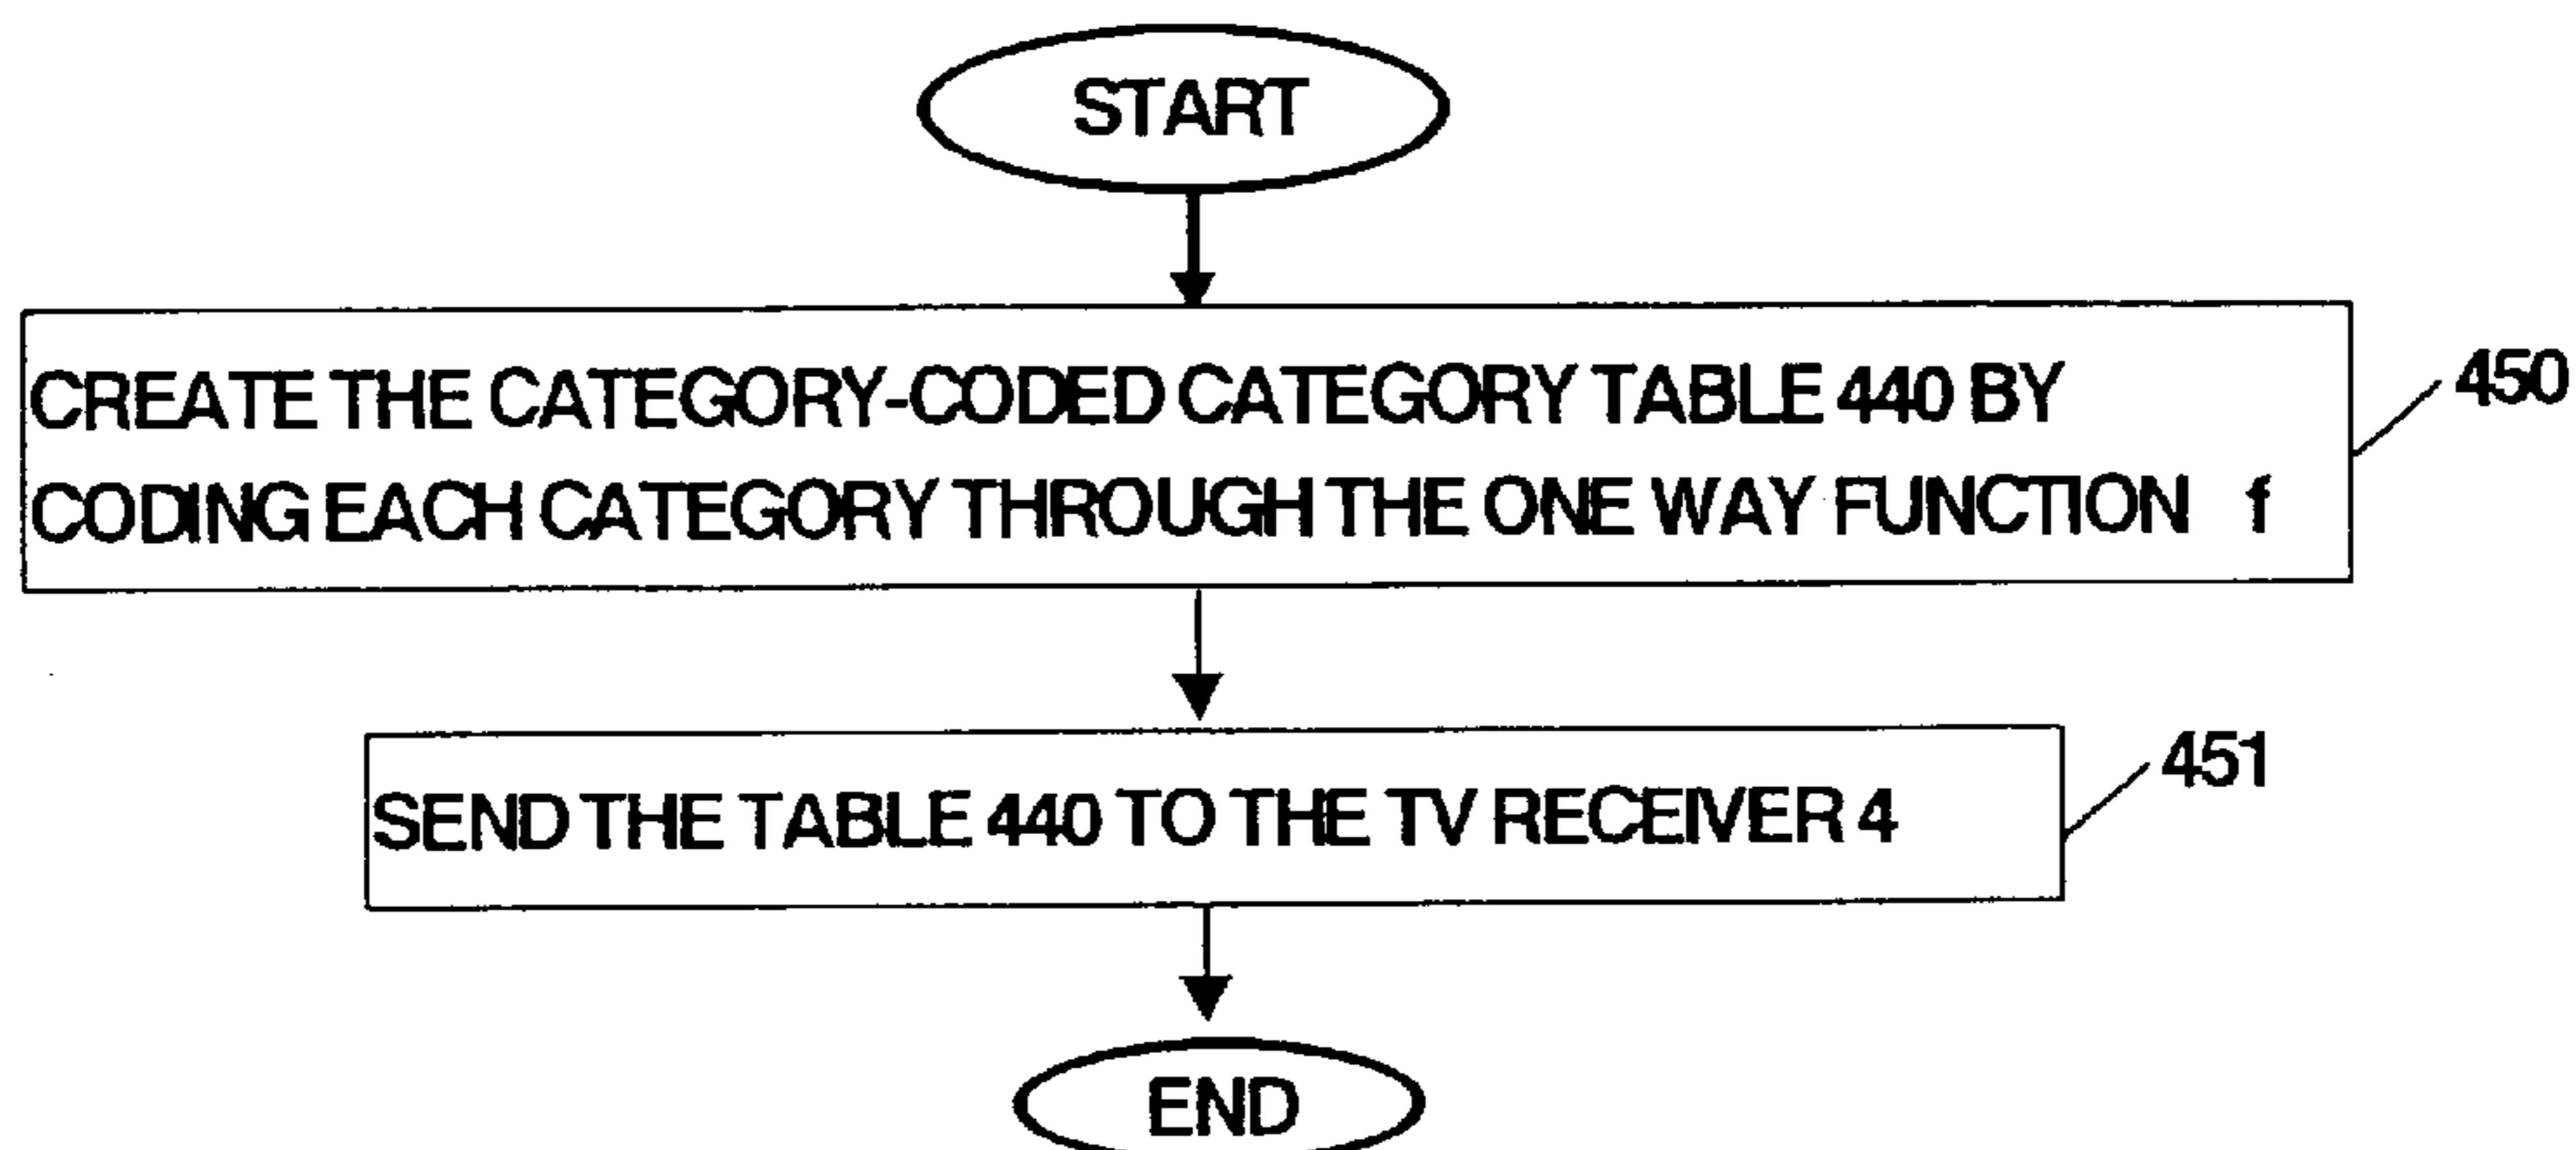 START
CREATE THE CATEGORY-CODED CATEGORY TABLE 440 BY
CODING EACH CATEGORY THROUGH THE ONE WAY FUNCTION f
450
SEND THE TABLE 440 TO THE TV RECEIVER 4
451
END